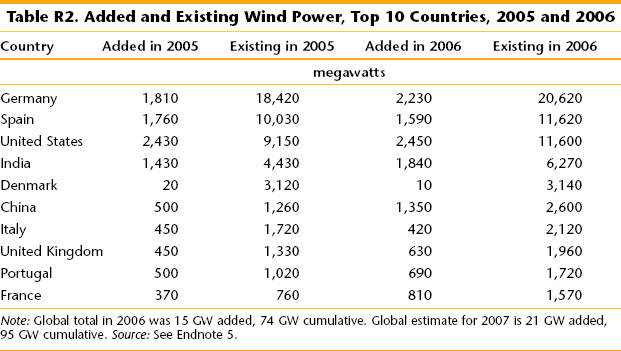 Table R2. Added and Existing Wind Power, Top 10 Countries, 2005 and 2006
Country Added in 2005 Existing in 2005 Added in 2006 Existing in 2006
megawatts
Germany 1,810 18,420 2,230 20,620
Spain 1,760 10,030 1,590 11,620
United States 2,430 9,150 2,450 11,600
India 1,430 4,430 1,840 6,270
Denmark 20 3,120 10 3,140
China 500 1,260 1,350 2,600
Italy 450 1,720 420 2,120
United Kingdom 450 1,330 630 1,960
Portugal 500 1,020 690 1,720
France 370 760 810 1,570
Note: Global total in 2006 was 15 GW added, 74 GW cumulative. Global estimate for 2007 is 21 GW added,
95 GW cumulative. Source: See Endnote 5.